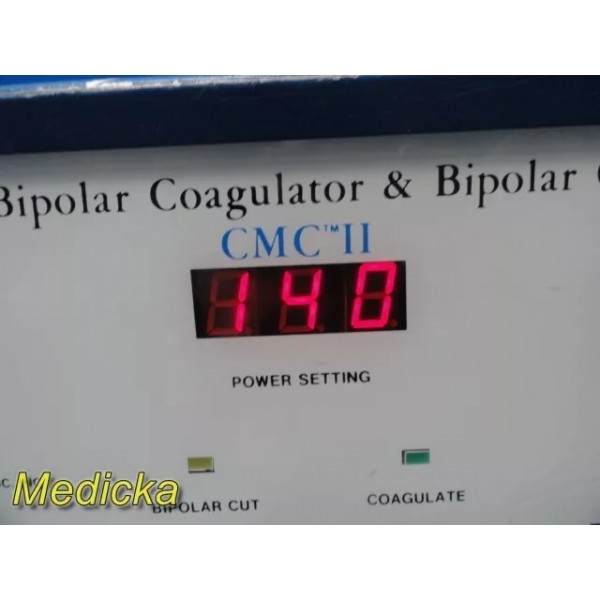 Bipolar Coagulator & Bipolar
CMC™II
140
POWER SETTING
Medicka
BIPOLAR CUT
COAGULATE